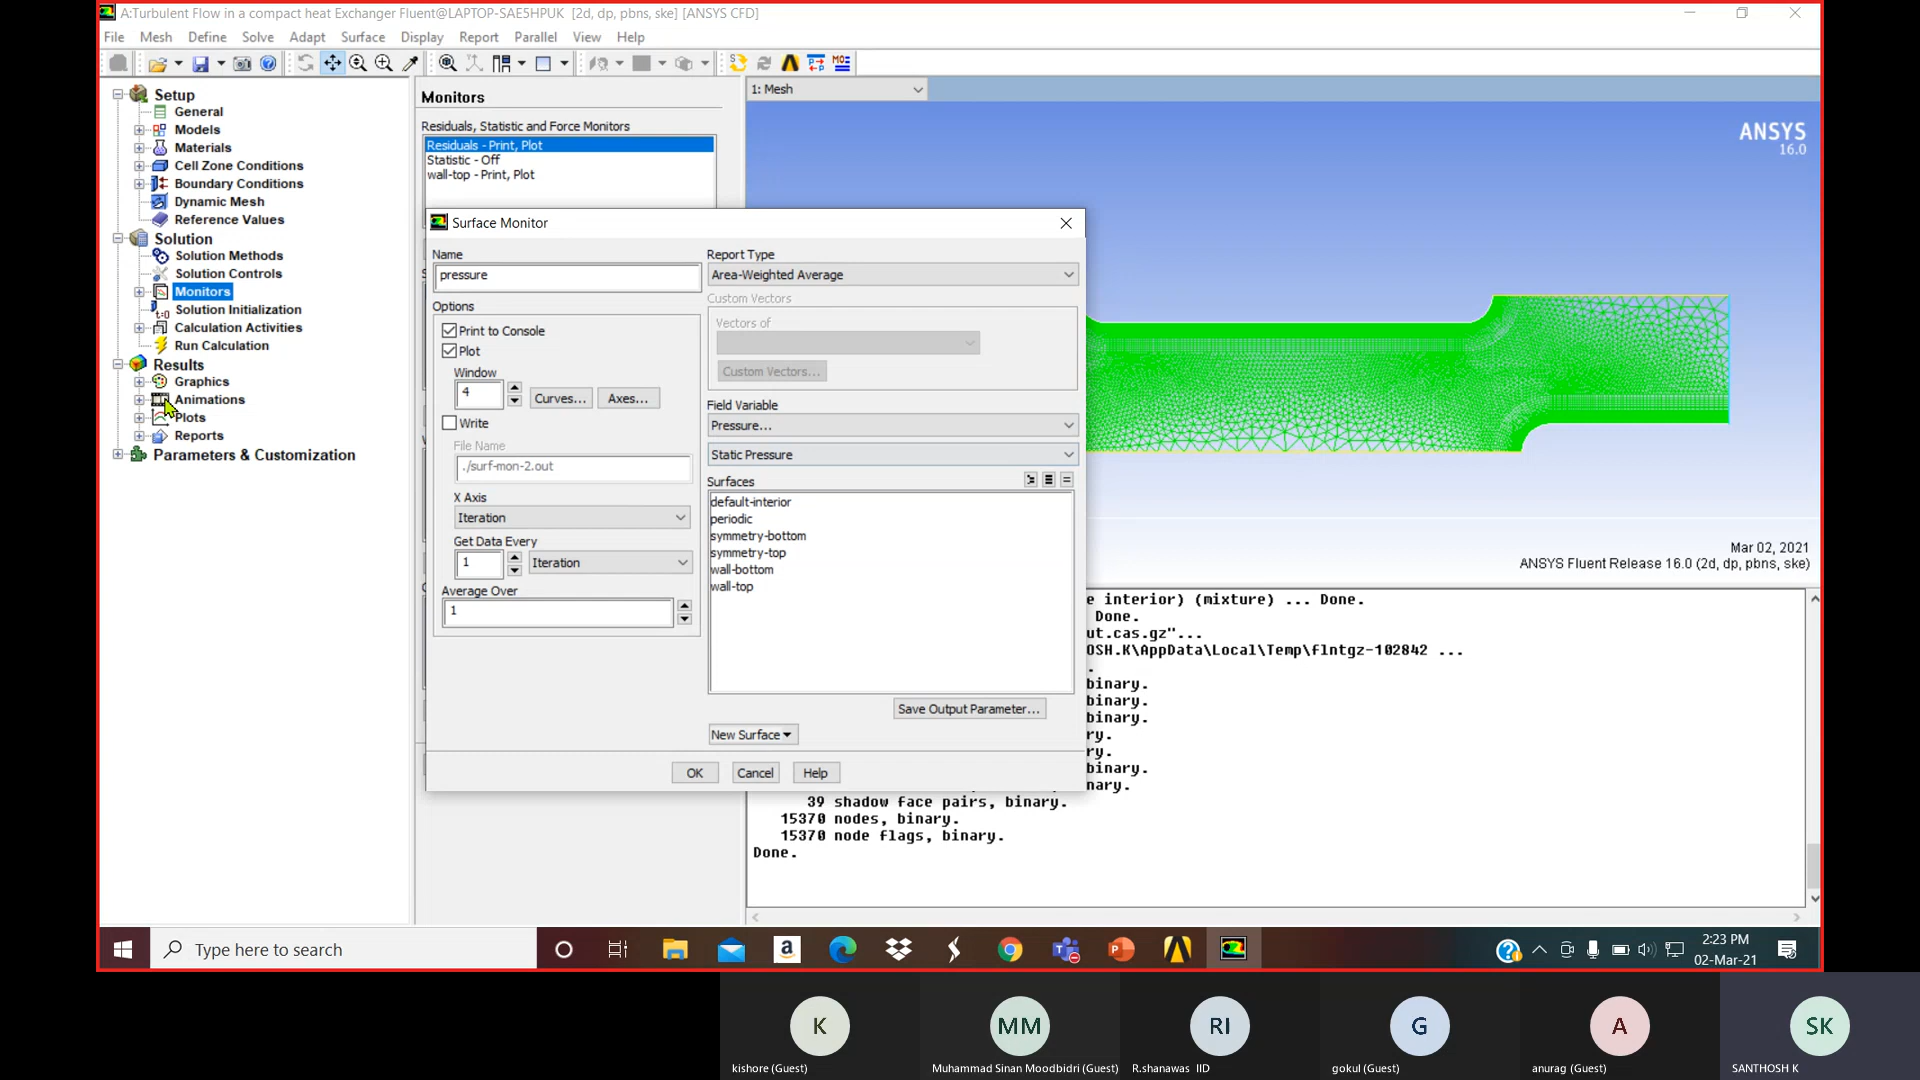 A:Turbulent Flow in a compact heat Exchanger Fluent@LAPTOP-SAE5HPUK [2d, dp, pbns, ske] [ANSYS CFD]
File Mesh Define Solve Adapt Surface Display Report Parallel View Help
Setup
General
Models
Materials
Cell Zone Conditions
Boundary Conditions
Dynamic Mesh
Reference Values
Solution
Solution Methods
Solution Controls
Monitors
Solution Initialization
Calculation Activities
Run Calculation
Results
Graphics
Animations
Plots
Reports
Parameters & Customization
Monitors
Residuals, Statistic and Force Monitors
Residuals - Print, Plot
Statistic - Off
wall-top - Print, Plot
Surface Monitor
Name
pressure
Options
Print to Console
Plot
Window
4
Curves...
Axes...
Write
File Name
./surf-mon-2.out
X Axis
Iteration
Get Data Every
1
Iteration
Average Over
1
Report Type
Area-Weighted Average
Custom Vectors
Vectors of
Custom Vectors...
Field Variable
Pressure...
Static Pressure
Surfaces
default-interior
periodic
symmetry-bottom
symmetry-top
wall-bottom
wall-top
Save Output Parameter...
New Surface
OK Cancel Help
1: Mesh
ANSYS
16.0
Mar 02, 2021
ANSYS Fluent Release 16.0 (2d, dp, pbns, ske)
e interior) (mixture) ... Done.
Done.
ut.cas.gz"...
OSH.K\AppData\Local\Temp\flntgz-102842 ...
.
binary.
binary.
binary.
ry.
ry.
binary.
nary.
39 shadow face pairs, binary.
15370 nodes, binary.
15370 node flags, binary.
Done.
Type here to search
2:23 PM
02-Mar-21
K
kishore (Guest)
MM
Muhammad Sinan Moodbidri (Guest)
RI
R.shanawas IID
G
gokul (Guest)
A
anurag (Guest)
SK
SANTHOSH K